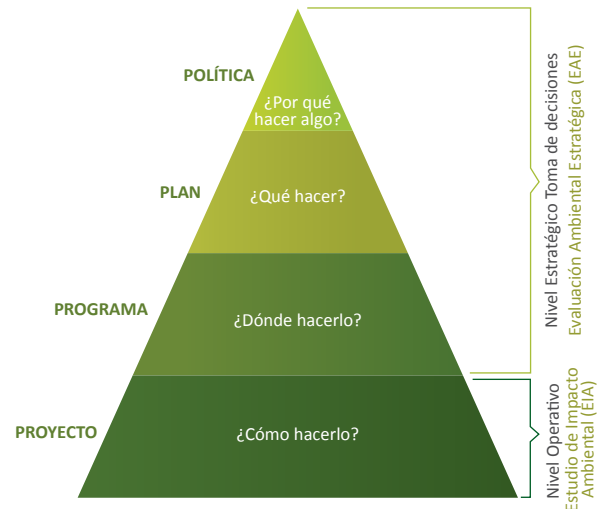 POLÍTICA
¿Por qué
hacer algo?
PLAN
¿Qué hacer?
PROGRAMA
¿Dónde hacerlo?
PROYECTO
¿Cómo hacerlo?
Nivel Estratégico Toma de decisiones
Evaluación Ambiental Estratégica (EAE)
Nivel Operativo
Estudio de Impacto
Ambiental (EIA)